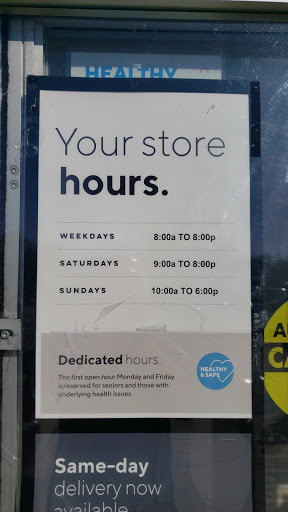 HEALTHY
Your store
hours.
WEEKDAYS 8:00a TO 8:00p
SATURDAYS 9:00a TO 8:00p
SUNDAYS 10:00a TO 6:00p
Dedicated hours.
The first open hour Monday and Friday
is reserved for seniors and those with
underlying health issues.
HEALTHY
& SAFE
Same-day
delivery now
available